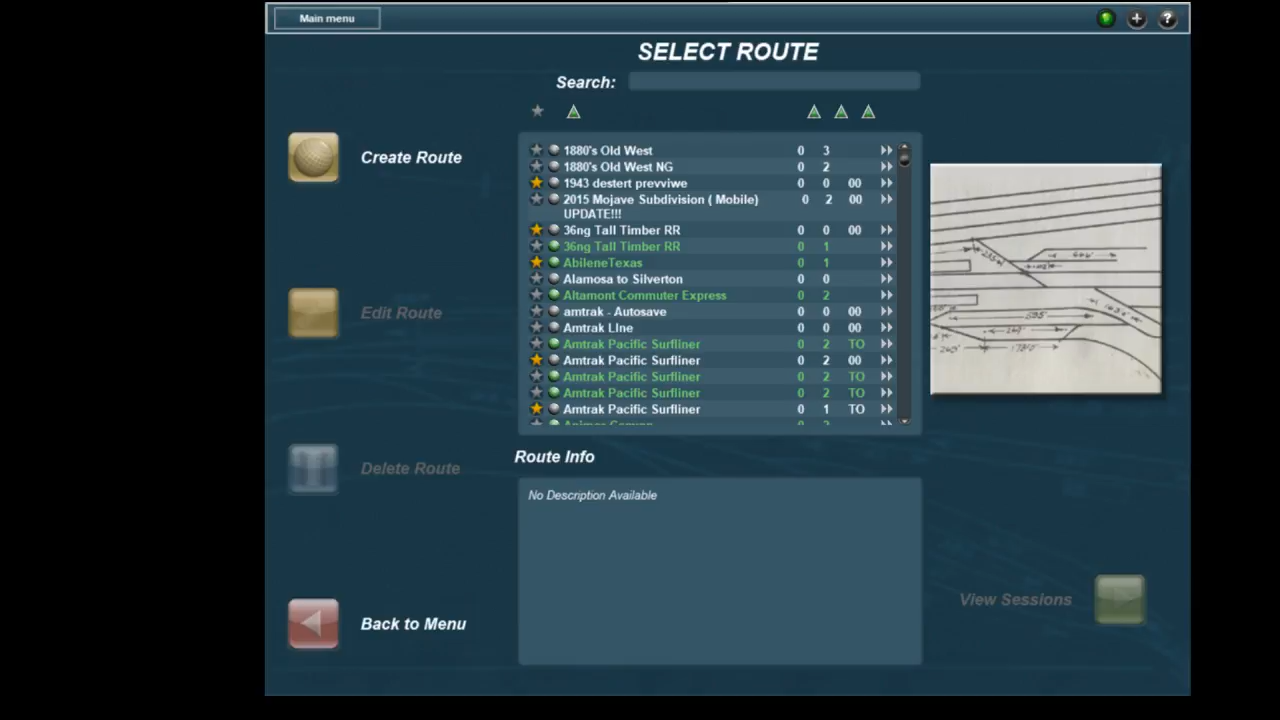 Main menu
?
SELECT ROUTE
Search:
Create Route
Edit Route
Delete Route
Back to Menu
1880's Old West 0 3
1880's Old West NG 0 2
1943 destert prevviwe 0 0 00
2015 Mojave Subdivision ( Mobile) 0 2 00
UPDATE!!!
36ng Tall Timber RR 0 0 00
36ng Tall Timber RR 0 1
AbileneTexas 0 1
Alamosa to Silverton 0 0
Altamont Commuter Express 0 2
amtrak - Autosave 0 0 00
Amtrak LIne 0 0 00
Amtrak Pacific Surfliner 0 2 TO
Amtrak Pacific Surfliner 0 2 00
Amtrak Pacific Surfliner 0 2 TO
Amtrak Pacific Surfliner 0 2 TO
Amtrak Pacific Surfliner 0 1 TO
Route Info
No Description Available
View Sessions